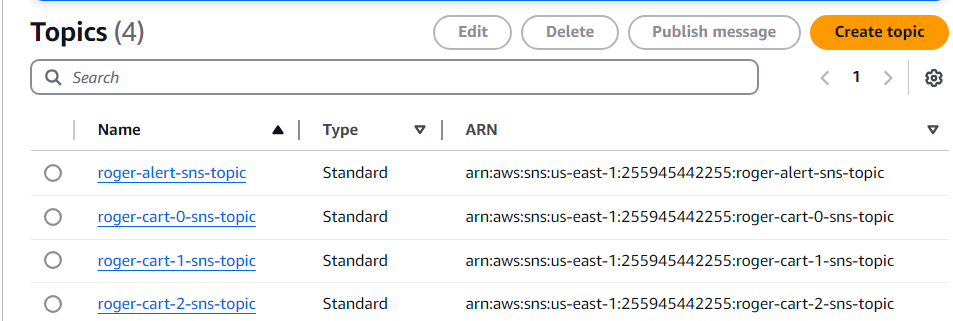 Topics (4) Edit Delete Publish message Create topic
Search 1
Name Type ARN
roger-alert-sns-topic Standard arn:aws:sns:us-east-1:255945442255:roger-alert-sns-topic
roger-cart-0-sns-topic Standard arn:aws:sns:us-east-1:255945442255:roger-cart-0-sns-topic
roger-cart-1-sns-topic Standard arn:aws:sns:us-east-1:255945442255:roger-cart-1-sns-topic
roger-cart-2-sns-topic Standard arn:aws:sns:us-east-1:255945442255:roger-cart-2-sns-topic